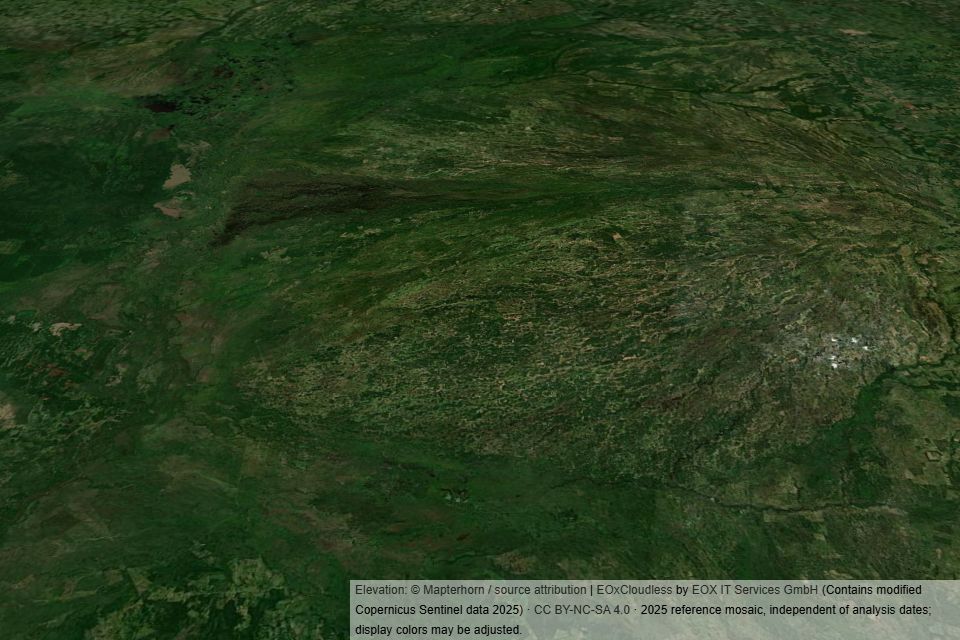 Elevation: © Mapterhorn / source attribution | EOxCloudless by EOX IT Services GmbH (Contains modified
Copernicus Sentinel data 2025) · CC BY-NC-SA 4.0 · 2025 reference mosaic, independent of analysis dates;
display colors may be adjusted.